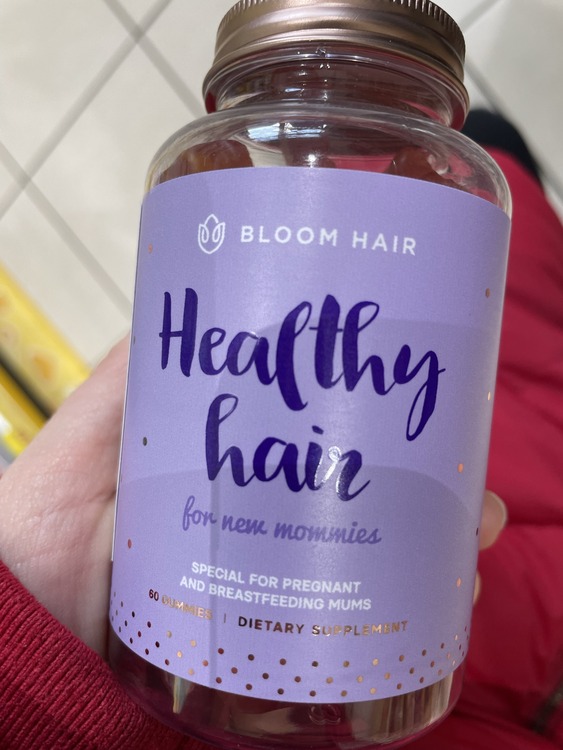 BLOOM HAIR
Healthy
hair
for new mommies
SPECIAL FOR PREGNANT
AND BREASTFEEDING MUMS
60 GUMMIES | DIETARY SUPPLEMENT